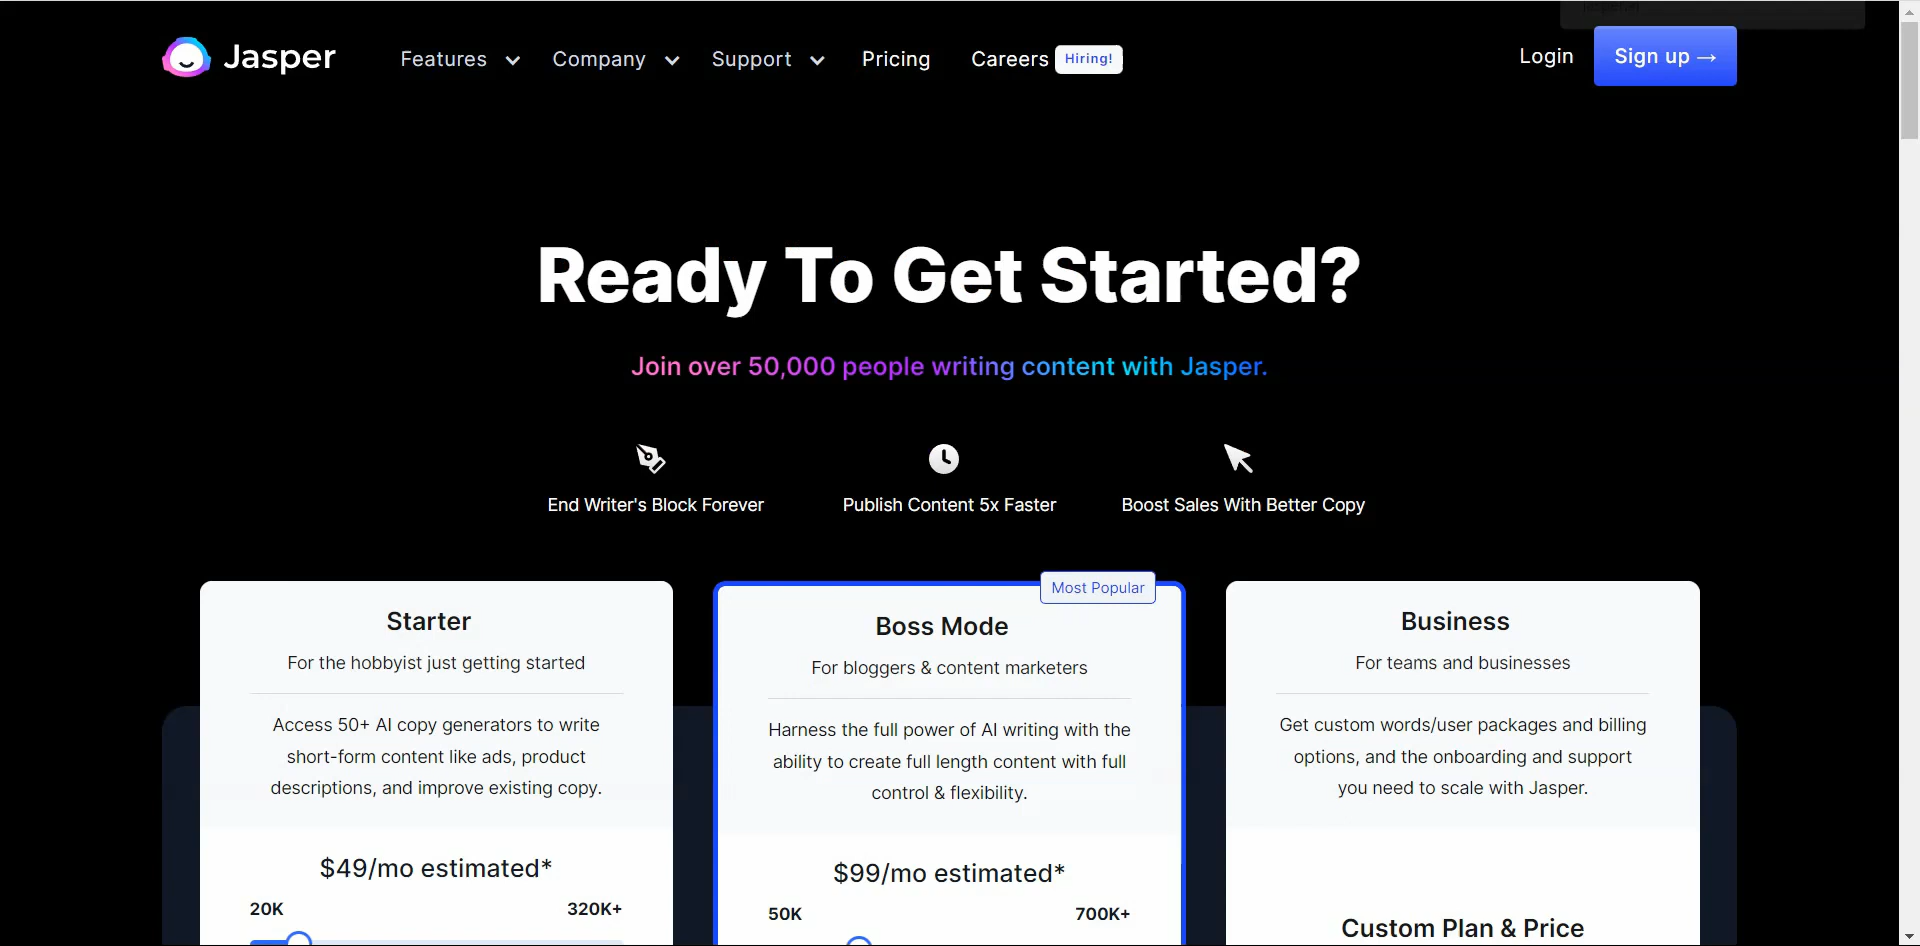 Jasper
Features
Company
Support
Pricing
Careers
Hiring!
Login
Sign up →
Ready To Get Started?
Join over 50,000 people writing content with Jasper.
End Writer's Block Forever
Publish Content 5x Faster
Boost Sales With Better Copy
Starter
For the hobbyist just getting started
Access 50+ AI copy generators to write
short-form content like ads, product
descriptions, and improve existing copy.
$49/mo estimated*
20K
320K+
Most Popular
Boss Mode
For bloggers & content marketers
Harness the full power of AI writing with the
ability to create full length content with full
control & flexibility.
$99/mo estimated*
50K
700K+
Business
For teams and businesses
Get custom words/user packages and billing
options, and the onboarding and support
you need to scale with Jasper.
Custom Plan & Price